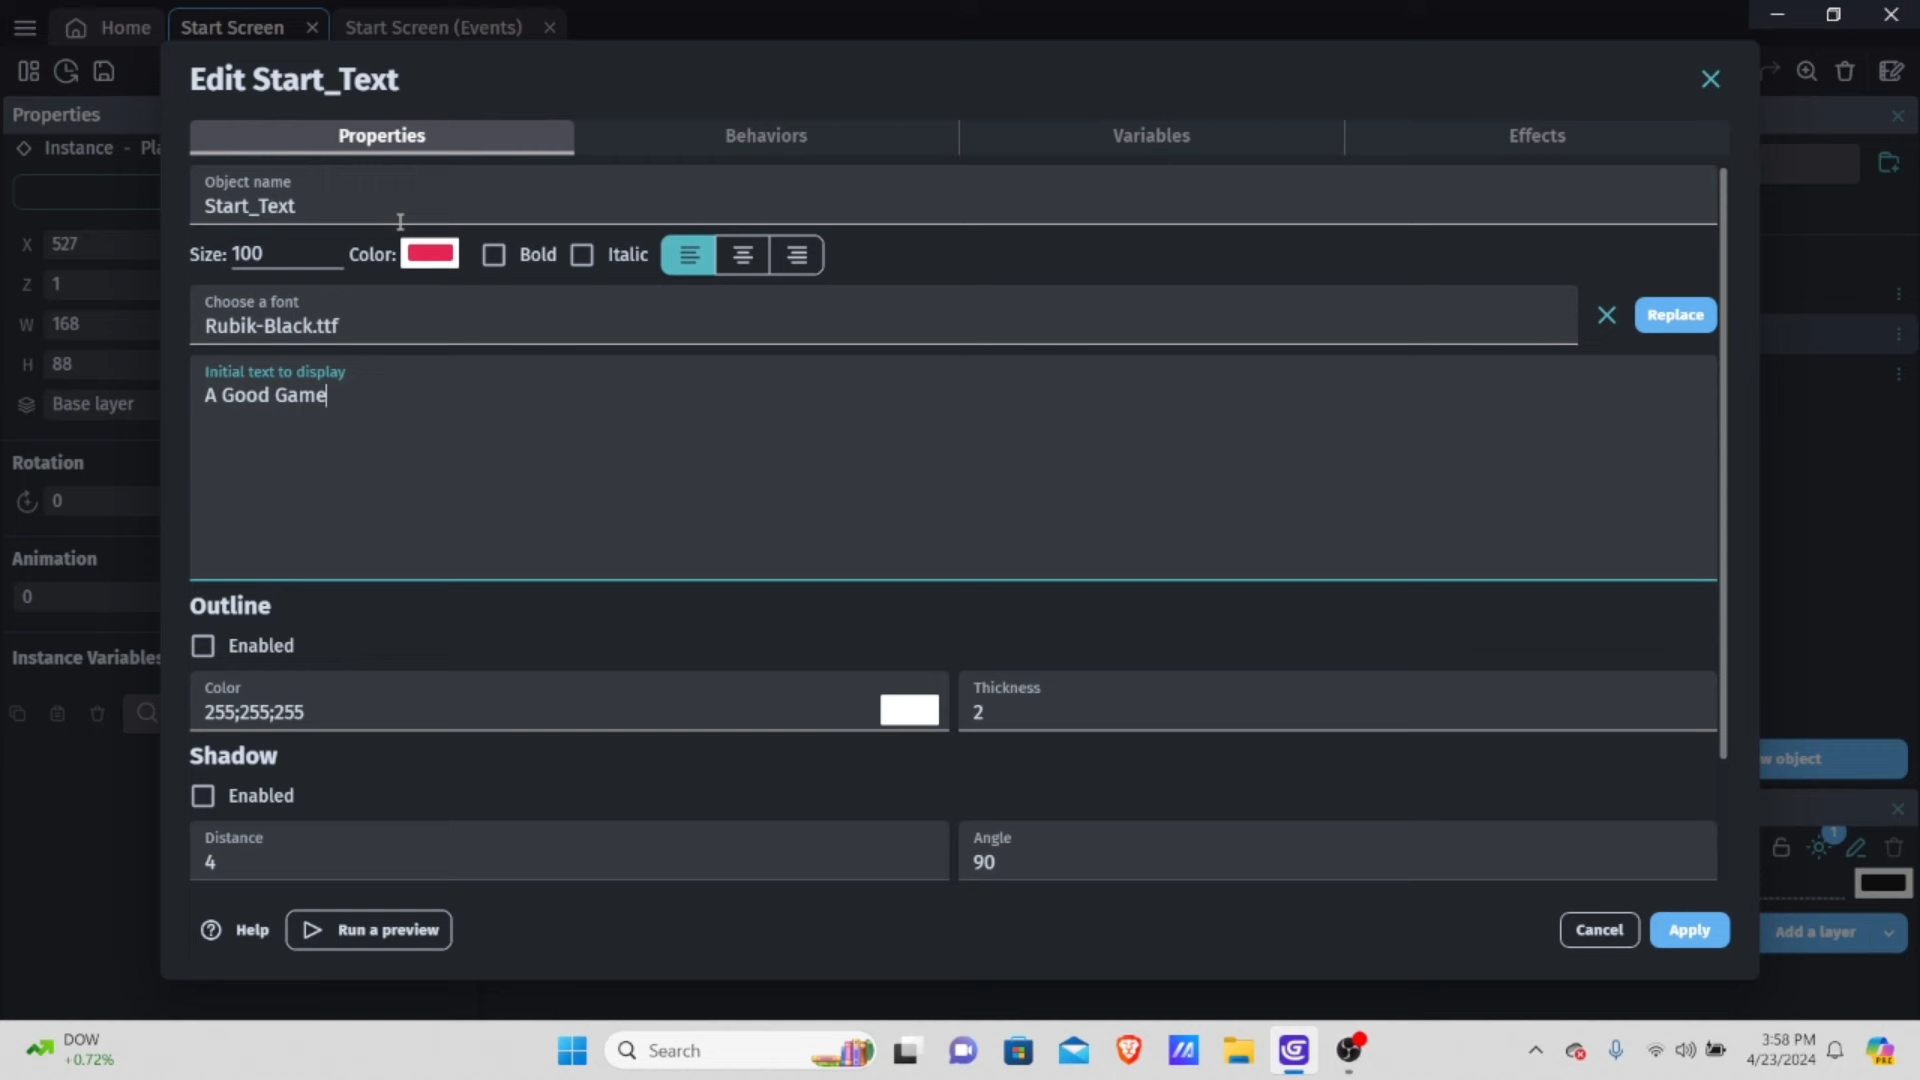 Home
Start Screen
Start Screen (Events)
Edit Start_Text
Properties
Instance - Pla
X 527
Z 1
W 168
H 88
Base layer
Rotation
0
Animation
0
Instance Variables
Properties
Behaviors
Variables
Effects
Object name
Start_Text
Size: 100 Color: Bold Italic
Choose a font
Rubik-Black.ttf
Replace
Initial text to display
A Good Game
Outline
Enabled
Color
255;255;255
Thickness
2
Shadow
Enabled
Distance
4
Angle
90
Help
Run a preview
Cancel
Apply
w object
1
Add a layer
DOW
+0.72%
Search
3:58 PM
4/23/2024
PRE